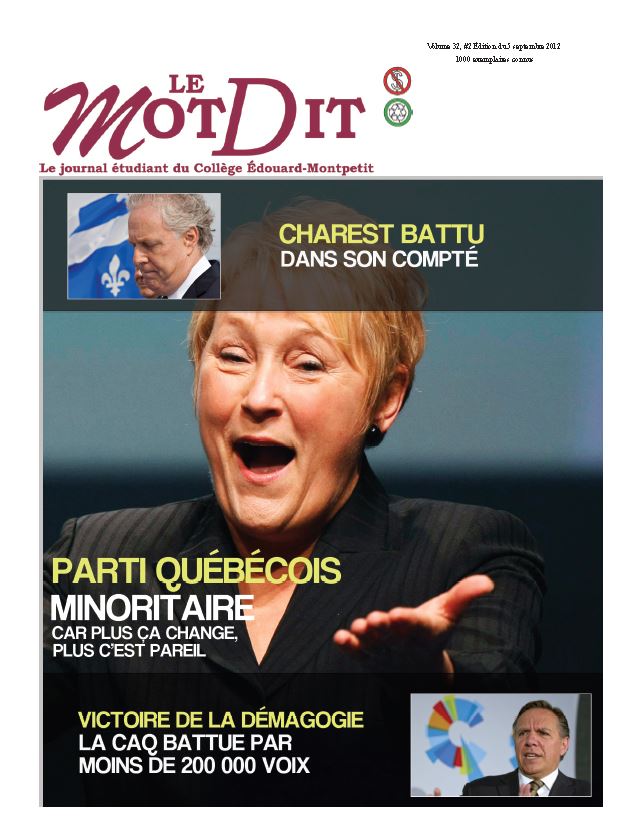 Volume 32, #2 Édition du 5 septembre 2012
1000 exemplaires connus
LE
MOTDIT
Le journal étudiant du Collège Édouard-Montpetit
CHAREST BATTU
DANS SON COMPTÉ
PARTI QUÉBÉCOIS
MINORITAIRE
CAR PLUS ÇA CHANGE,
PLUS C'EST PAREIL
VICTOIRE DE LA DÉMAGOGIE
LA CAQ BATTUE PAR
MOINS DE 200 000 VOIX